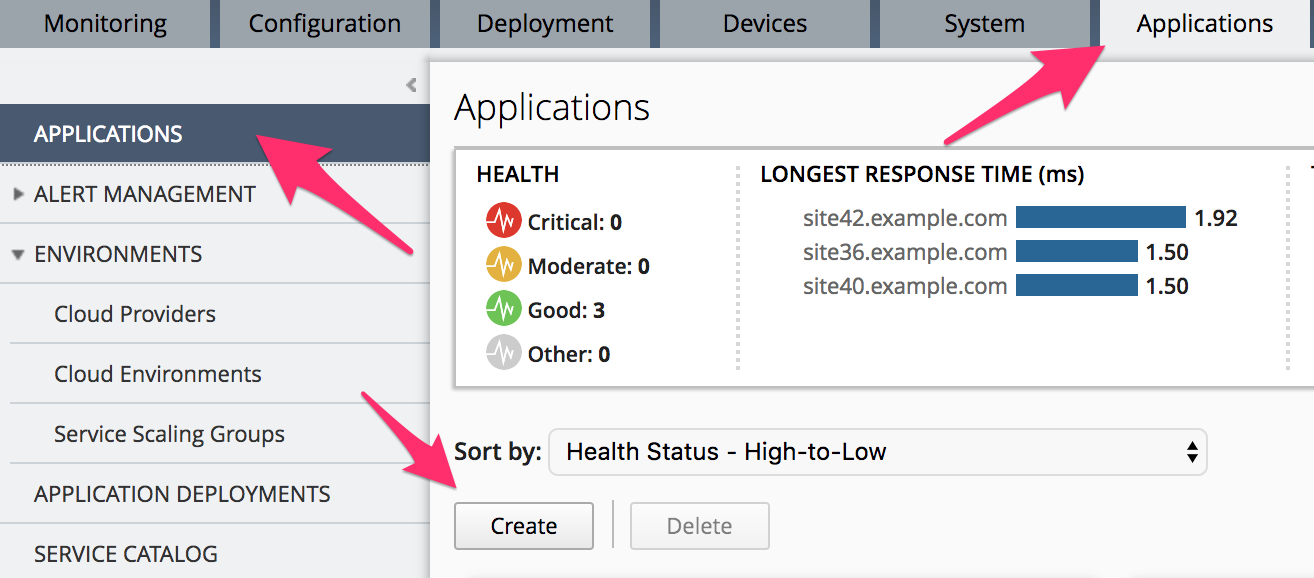 Monitoring Configuration Deployment Devices System Applications
APPLICATIONS
ALERT MANAGEMENT
ENVIRONMENTS
Cloud Providers
Cloud Environments
Service Scaling Groups
APPLICATION DEPLOYMENTS
SERVICE CATALOG
Applications
HEALTH
Critical: 0
Moderate: 0
Good: 3
Other: 0
LONGEST RESPONSE TIME (ms)
site42.example.com 1.92
site36.example.com 1.50
site40.example.com 1.50
Sort by: Health Status - High-to-Low
Create Delete